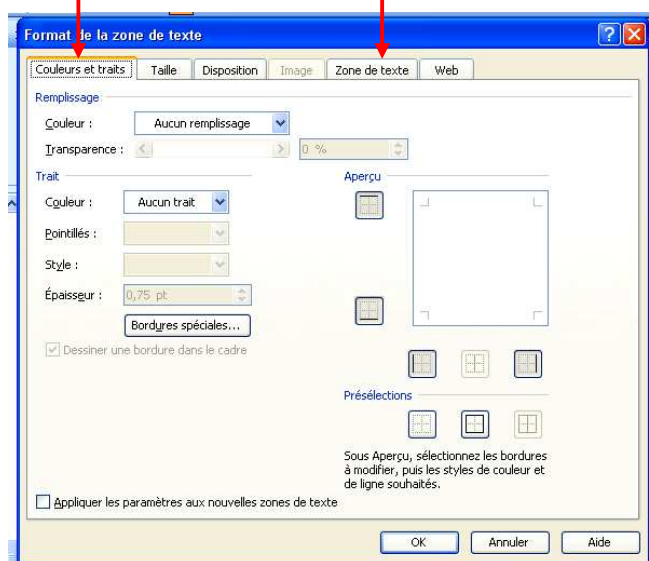 Format de la zone de texte
Couleurs et traits Taille Disposition Image Zone de texte Web
Remplissage
Couleur : Aucun remplissage
Transparence : 0 %
Trait
Couleur : Aucun trait
Pointillés :
Style :
Épaisseur : 0,75 pt
Bordures spéciales...
Dessiner une bordure dans le cadre
Aperçu
Présélections
Sous Aperçu, sélectionnez les bordures
à modifier, puis les styles de couleur et
de ligne souhaités.
Appliquer les paramètres aux nouvelles zones de texte
OK Annuler Aide